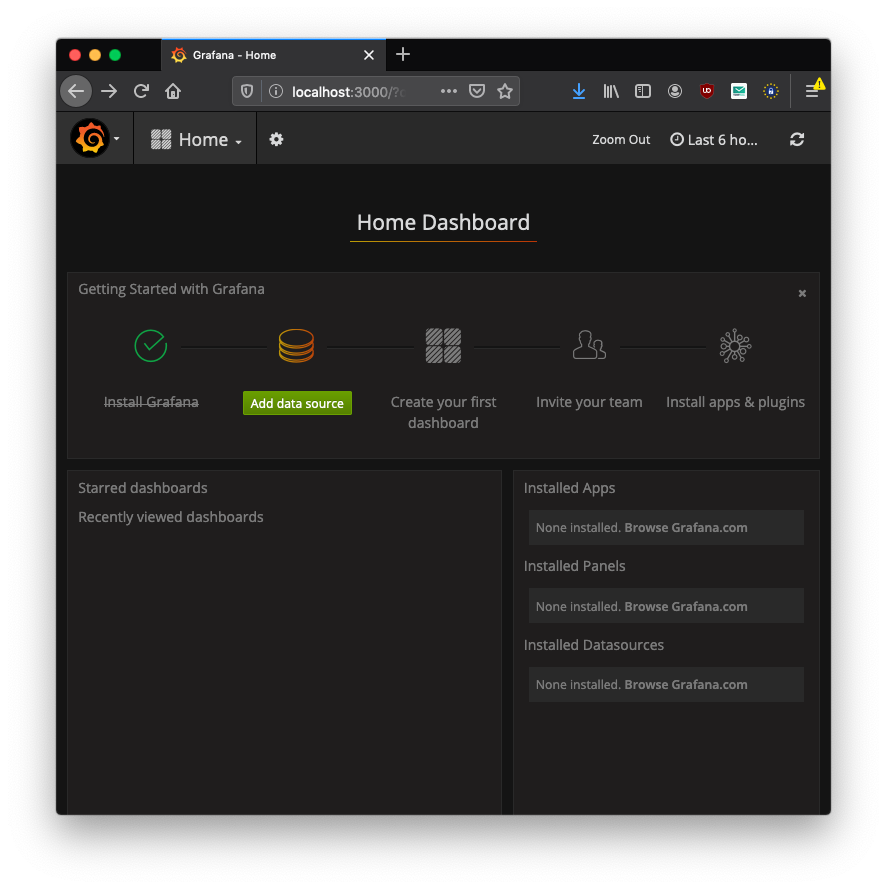 Grafana - Home
localhost:3000/?
Home
Zoom Out
Last 6 ho...
Home Dashboard
Getting Started with Grafana
Install Grafana
Add data source
Create your first
dashboard
Invite your team
Install apps & plugins
Starred dashboards
Recently viewed dashboards
Installed Apps
None installed. Browse Grafana.com
Installed Panels
None installed. Browse Grafana.com
Installed Datasources
None installed. Browse Grafana.com